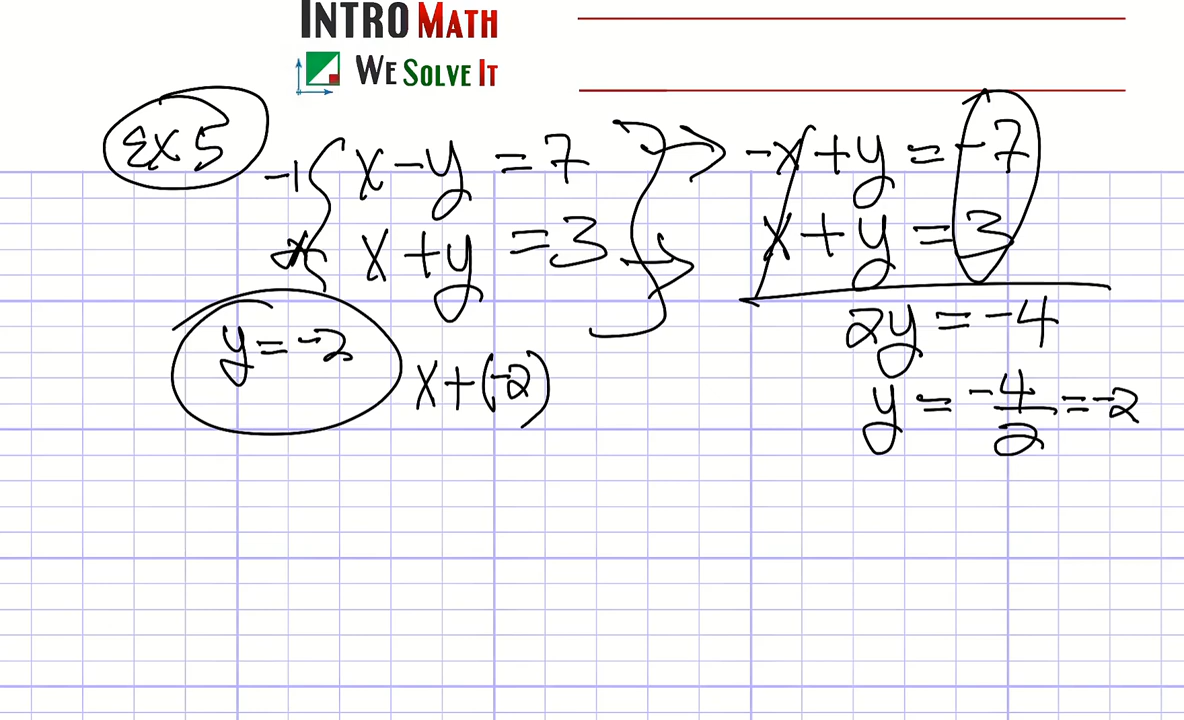 INTRO MATH
WE SOLVE IT
Ex 5
-1 x - y = 7
x + y = 3
-x + y = -7
x + y = 3
2y = -4
y = -4/2 = -2
y = -2
x + (-2)